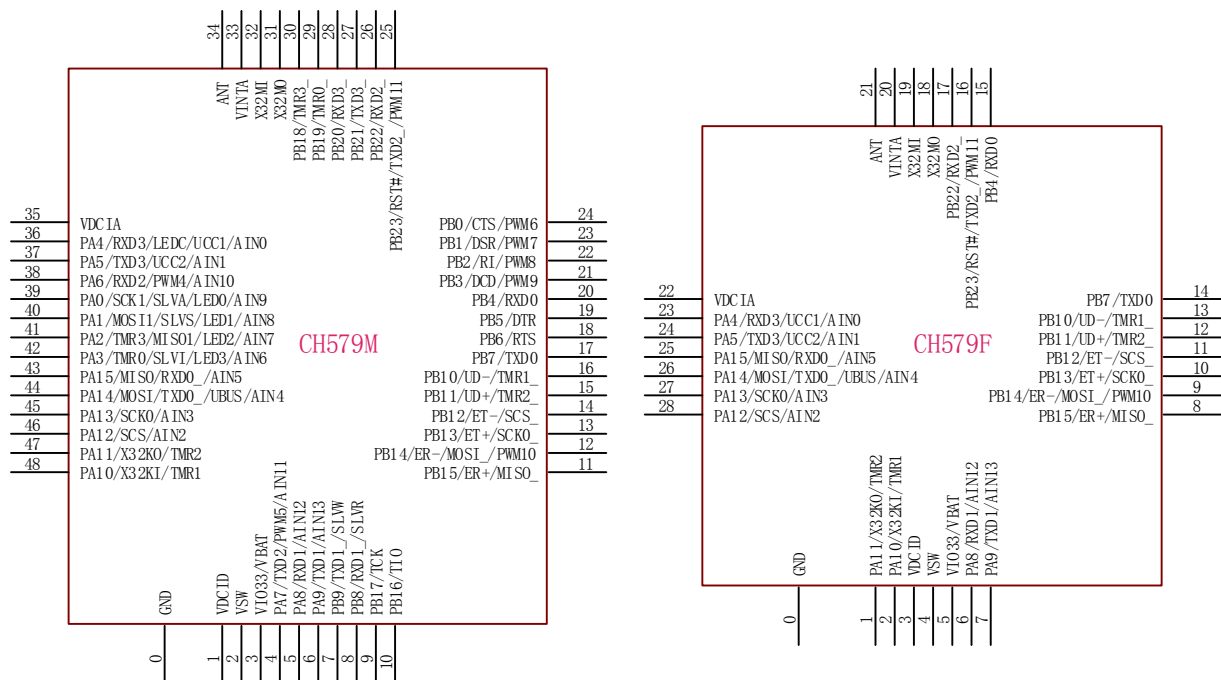 34
33
32
31
30
29
28
27
26
25
ANT
VINTA
X32MI
X32MO
PB18/TMR3_
PB19/TMR0_
PB20/RXD3_
PB21/TXD3_
PB22/RXD2_
PB23/RST#/TXD2_/PWM11
35 VDCIA
36 PA4/RXD3/LEDC/UCC1/AIN0
37 PA5/TXD3/UCC2/AIN1
38 PA6/RXD2/PWM4/AIN10
39 PA0/SCK1/SLVA/LED0/AIN9
40 PA1/MOSI1/SLVS/LED1/AIN8
41 PA2/TMR3/MISO1/LED2/AIN7
42 PA3/TMR0/SLVI/LED3/AIN6
43 PA15/MISO/RXD0_/AIN5
44 PA14/MOSI/TXD0_/UBUS/AIN4
45 PA13/SCK0/AIN3
46 PA12/SCS/AIN2
47 PA11/X32KO/TMR2
48 PA10/X32KI/TMR1
CH579M
PB0/CTS/PWM6 24
PB1/DSR/PWM7 23
PB2/RI/PWM8 22
PB3/DCD/PWM9 21
PB4/RXD0 20
PB5/DTR 19
PB6/RTS 18
PB7/TXD0 17
PB10/UD-/TMR1_ 16
PB11/UD+/TMR2_ 15
PB12/ET-/SCS_ 14
PB13/ET+/SCK0_ 13
PB14/ER-/MOSI_/PWM10 12
PB15/ER+/MISO_ 11
GND
VDCID
VSW
VIO33/VBAT
PA7/TXD2/PWM5/AIN11
PA8/RXD1/AIN12
PA9/TXD1/AIN13
PB9/TXD1_/SLVW
PB8/RXD1_/SLVR
PB17/TCK
PB16/TIO
0
1
2
3
4
5
6
7
8
9
10
21
20
19
18
17
16
15
ANT
VINTA
X32MI
X32MO
PB22/RXD2_
PB23/RST#/TXD2_/PWM11
PB4/RXD0
22 VDCIA
23 PA4/RXD3/UCC1/AIN0
24 PA5/TXD3/UCC2/AIN1
25 PA15/MISO/RXD0_/AIN5
26 PA14/MOSI/TXD0_/UBUS/AIN4
27 PA13/SCK0/AIN3
28 PA12/SCS/AIN2
CH579F
PB7/TXD0 14
PB10/UD-/TMR1_ 13
PB11/UD+/TMR2_ 12
PB12/ET-/SCS_ 11
PB13/ET+/SCK0_ 10
PB14/ER-/MOSI_/PWM10 9
PB15/ER+/MISO_ 8
GND
PA11/X32KO/TMR2
PA10/X32KI/TMR1
VDCID
VSW
VIO33/VBAT
PA8/RXD1/AIN12
PA9/TXD1/AIN13
0
1
2
3
4
5
6
7